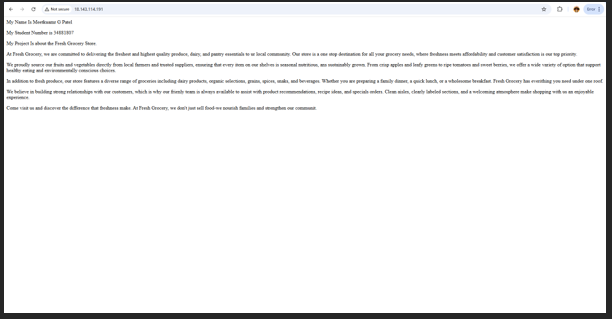 Not secure
Error
My Name Is Meetkumar G Patel
My Student Number is 34881807
My Project Is about the Fresh Grocery Store.
At Fresh Grocery, we are committed to delivering the freshest and highest quality produce, dairy, and pantry essentials to ur local community. Our store is a one stop destination for all your grocery needs, where freshness meets affordability and customer satisfaction is our top priority.
We proudly source our fruits and vegetables directly from local farmers and trusted suppliers, ensuring that every item on our shelves is seasonal nutritious, and sustainably grown. From crisp apples and leafy greens to ripe tomatoes and sweet berries, we offer a wide variety of option that support
healthy eating and environmentally conscious choices.
In addition to fresh produce, our store features a diverse range of groceries including dairy products, organic selections, grains, spices, snaks, and beverages. Whether you are preparing a family dinner, a quick lunch, or a wholesome breakfast. Fresh Grocery has everything you need under one roof
We believe in building strong relationships with our customers, which is why our friendly team is always available to assist with product recommendations, recipe ideas, and specials orders. Clean aisles, clearly labeled sections, and a welcoming atmosphere make shopping with us an enjoyable
experience.
Come visit us and discover the difference that freshness make. At Fresh Grocery, we don't just sell food-we nourish families and strengthen our community.